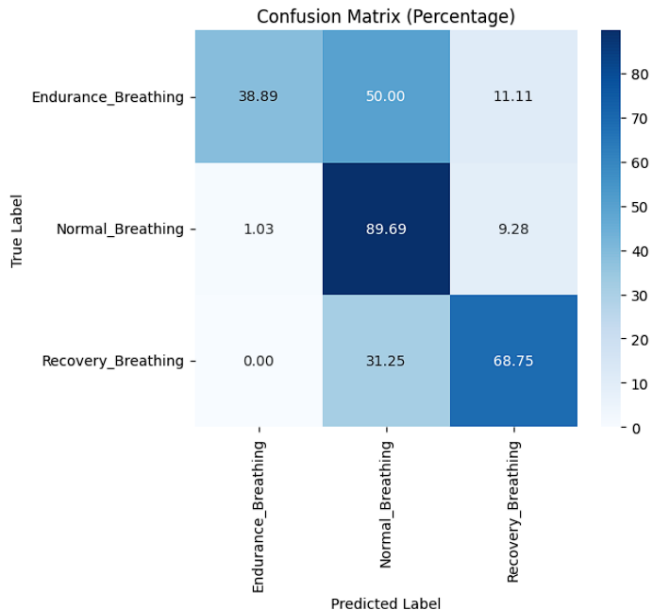 Confusion Matrix (Percentage)
True Label
Endurance_Breathing
38.89 50.00 11.11
Normal_Breathing
1.03 89.69 9.28
Recovery_Breathing
0.00 31.25 68.75
Endurance_Breathing
Normal_Breathing
Recovery_Breathing
Predicted Label
80
70
60
50
40
30
20
10
0